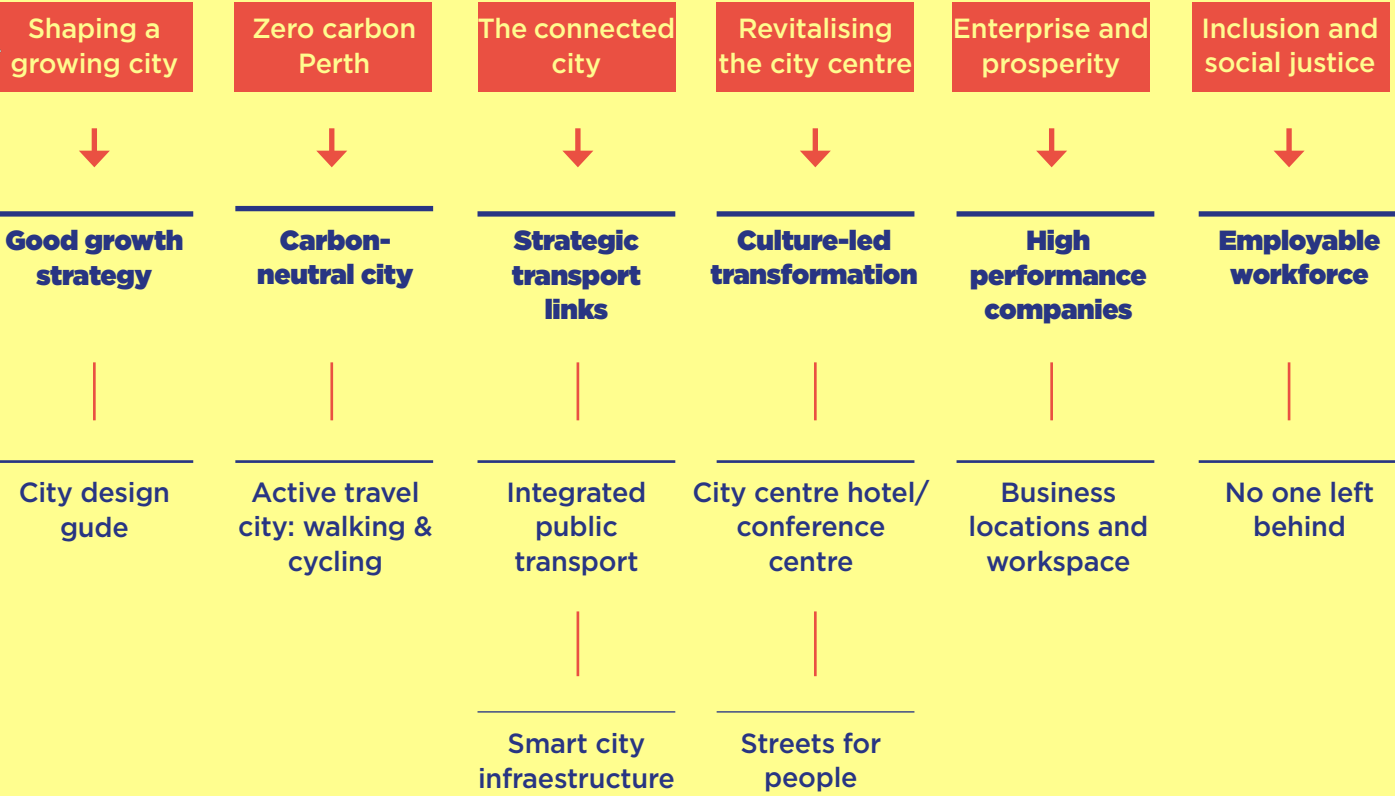 Shaping a
growing city
Zero carbon
Perth
The connected
city
Revitalising
the city centre
Enterprise and
prosperity
Inclusion and
social justice
Good growth
strategy
Carbon-
neutral city
Strategic
transport
links
Culture-led
transformation
High
performance
companies
Employable
workforce
City design
gude
Active travel
city: walking &
cycling
Integrated
public
transport
City centre hotel/
conference
centre
Business
locations and
workspace
No one left
behind
Smart city
infraestructure
Streets for
people